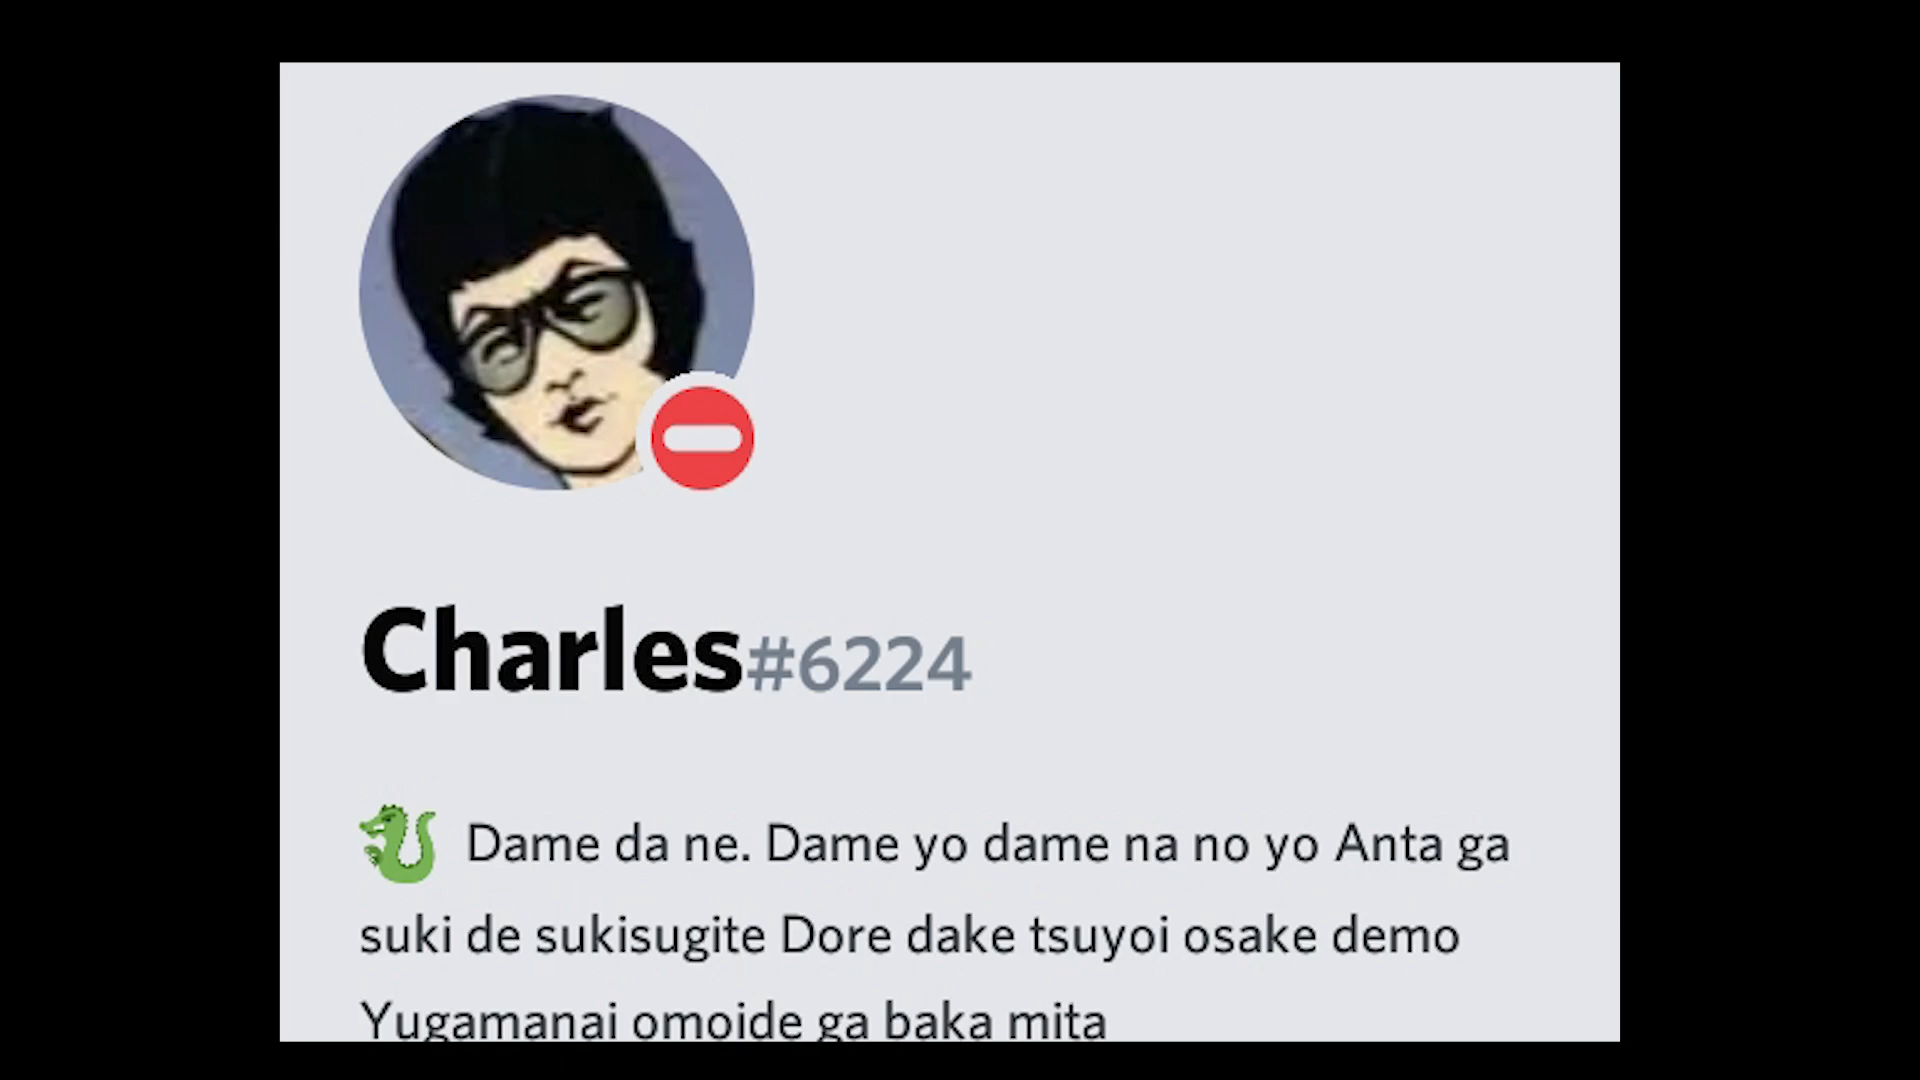 Charles#6224
🐉 Dame da ne. Dame yo dame na no yo Anta ga
suki de sukisugite Dore dake tsuyoi osake demo
Yugamanai omoide ga baka mita